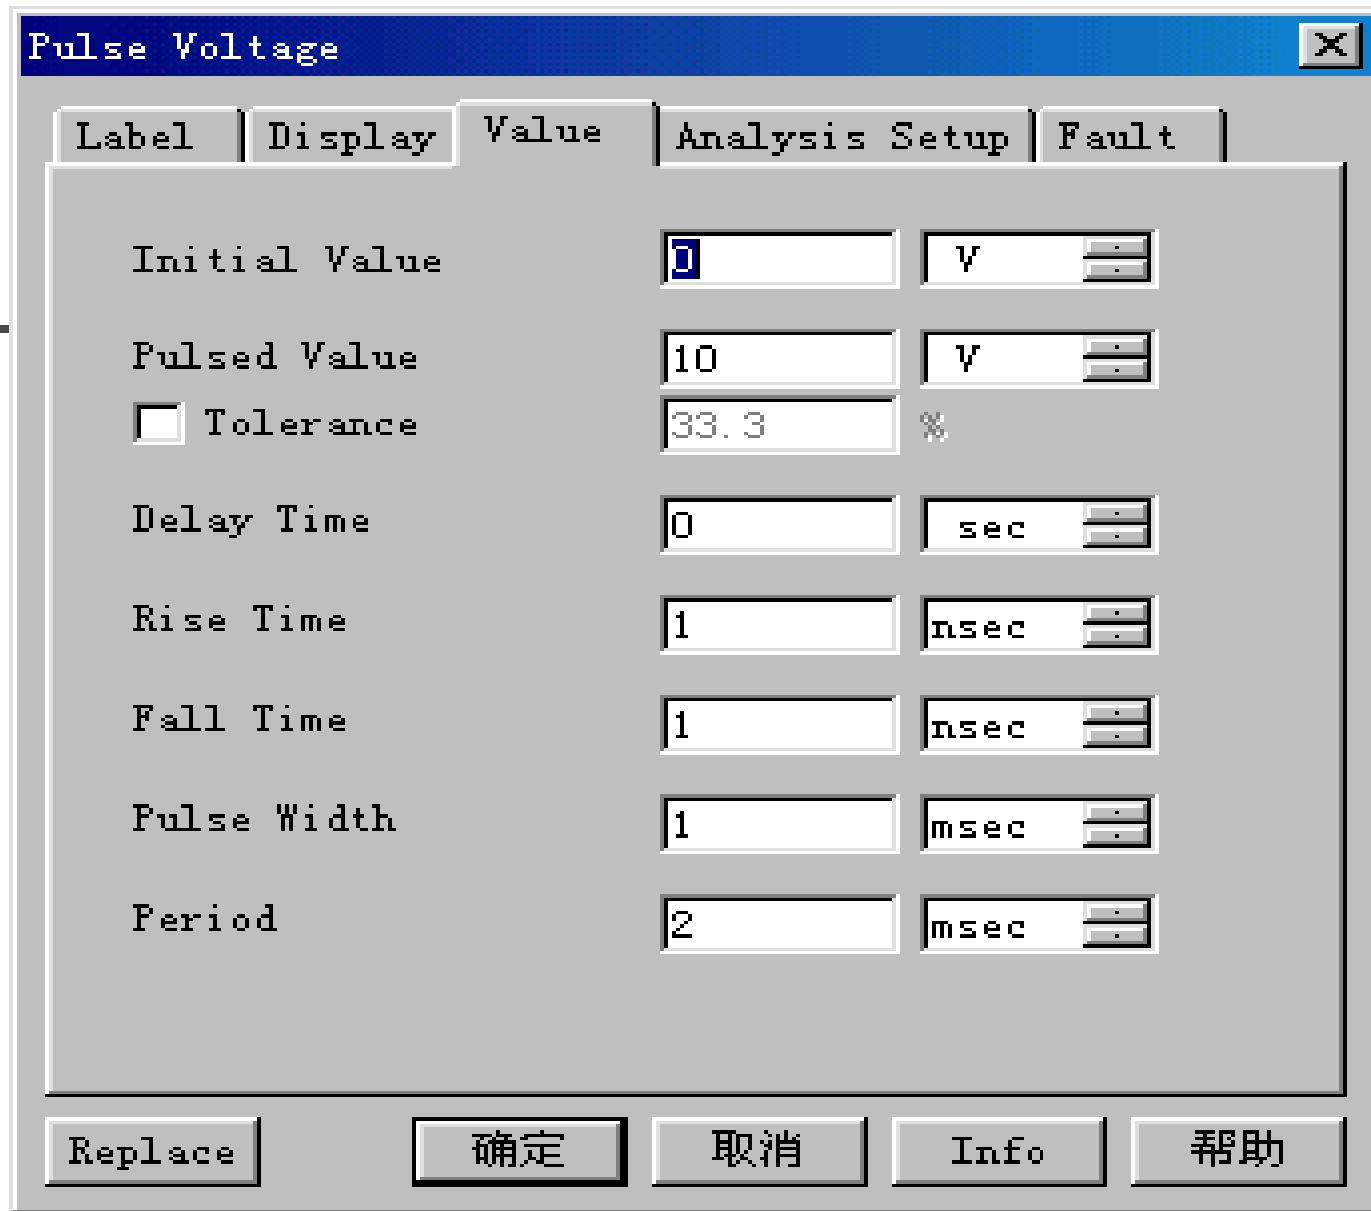 Pulse Voltage
Label Display Value Analysis Setup Fault
Initial Value 0 V
Pulsed Value 10 V
Tolerance 33.3 %
Delay Time 0 sec
Rise Time 1 nsec
Fall Time 1 nsec
Pulse Width 1 msec
Period 2 msec
Replace 确定 取消 Info 帮助